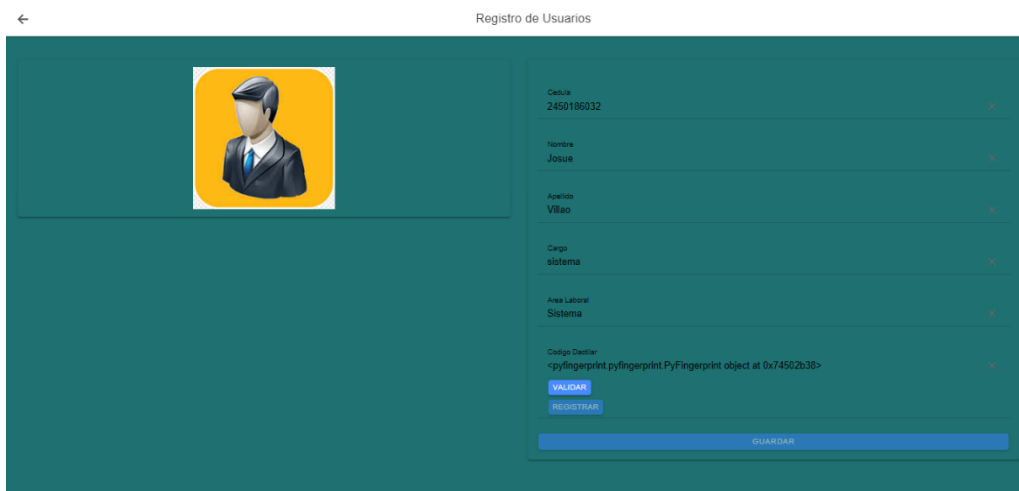 Registro de Usuarios
Cedula
2450186032
Nombre
Josue
Apellido
Villao
Cargo
sistema
Area Laboral
Sistema
Codigo Dactilar
<pyfingerprint.pyfingerprint.PyFingerprint object at 0x74502b38>
VALIDAR
REGISTRAR
GUARDAR